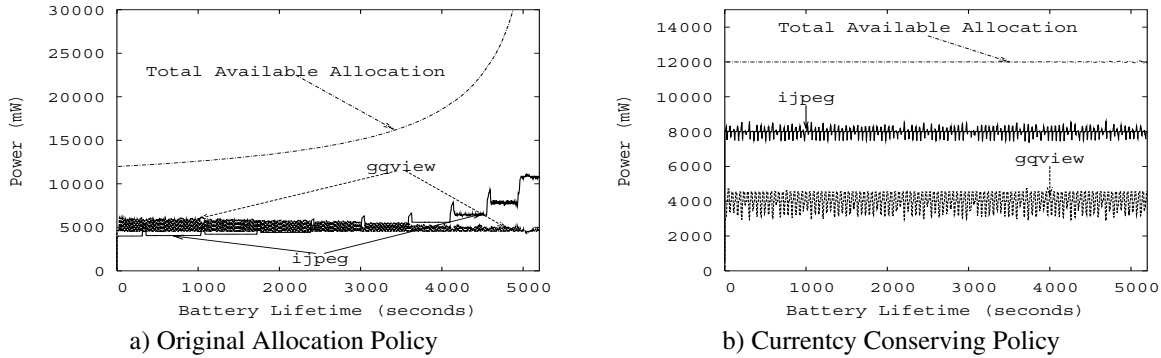 30000
25000
20000
15000
10000
5000
0
Power (mW)
Total Available Allocation
gqview
ijpeg
0 1000 2000 3000 4000 5000
Battery Lifetime (seconds)
a) Original Allocation Policy
14000
12000
10000
8000
6000
4000
2000
0
Power (mW)
Total Available Allocation
ijpeg
gqview
0 1000 2000 3000 4000 5000
Battery Lifetime (seconds)
b) Currentcy Conserving Policy